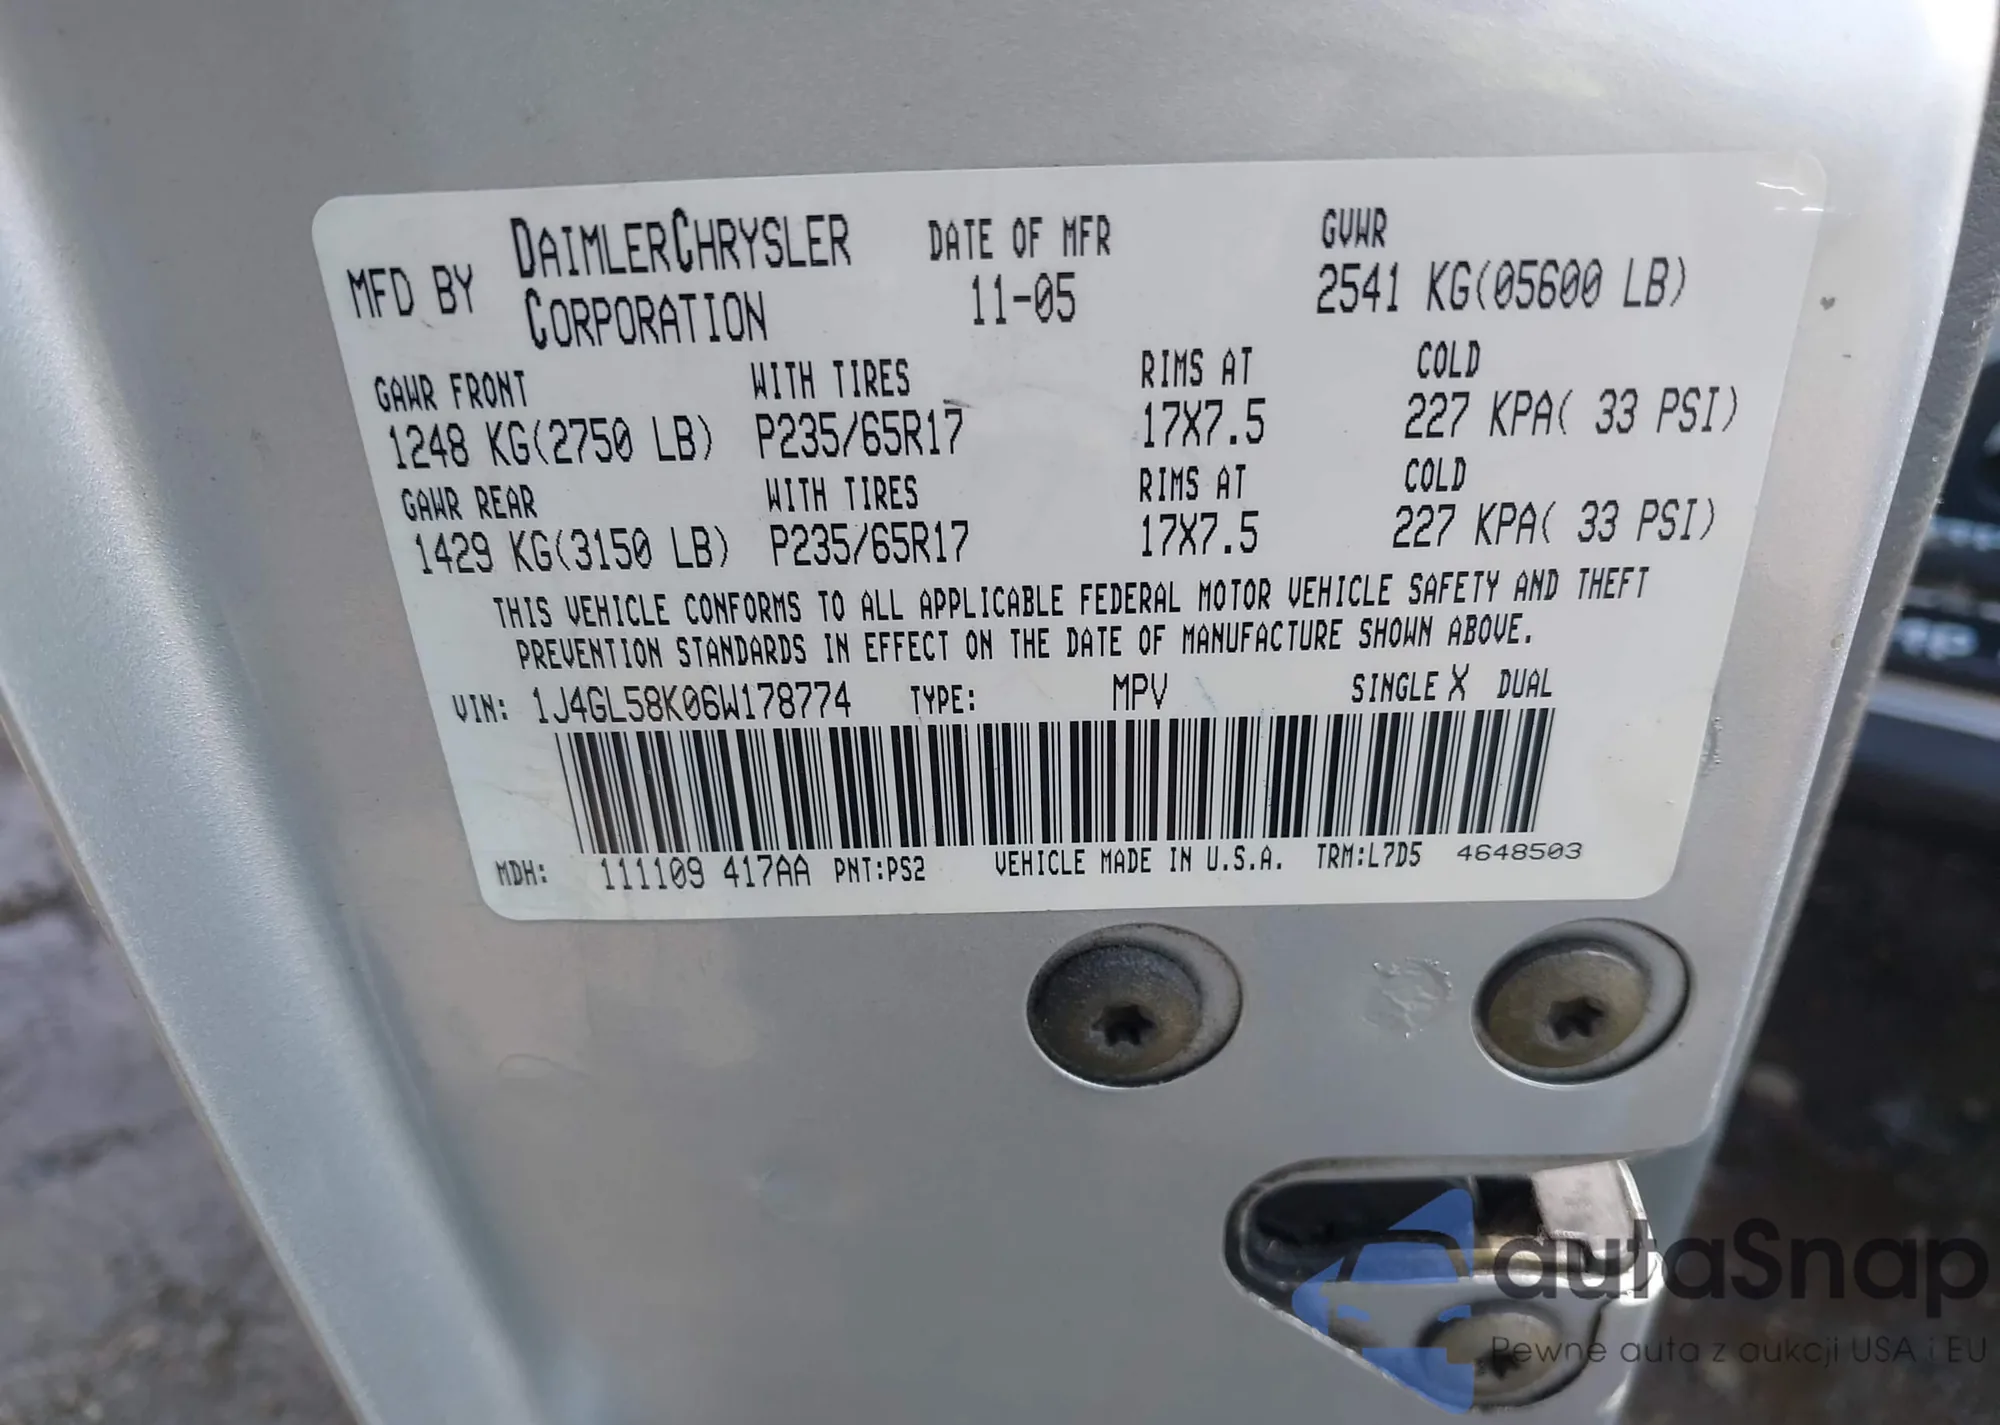 MFD BY DAIMLERCHRYSLER CORPORATION DATE OF MFR 11-05 GVWR 2541 KG(05600 LB)
GAWR FRONT WITH TIRES RIMS AT COLD
1248 KG(2750 LB) P235/65R17 17X7.5 227 KPA( 33 PSI)
GAWR REAR WITH TIRES RIMS AT COLD
1429 KG(3150 LB) P235/65R17 17X7.5 227 KPA( 33 PSI)
THIS VEHICLE CONFORMS TO ALL APPLICABLE FEDERAL MOTOR VEHICLE SAFETY AND THEFT
PREVENTION STANDARDS IN EFFECT ON THE DATE OF MANUFACTURE SHOWN ABOVE.
VIN: 1J4GL58K06W178774 TYPE: MPV SINGLE X DUAL
MDH: 111109 417AA PNT:PS2 VEHICLE MADE IN U.S.A. TRM:L7D5 4648503
autaSnap
Pewne auta z aukcji USA i EU